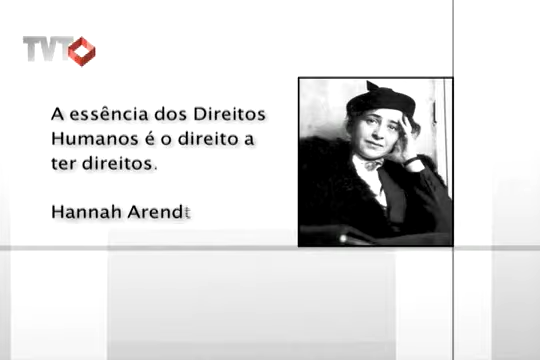 TVT
A essência dos Direitos
Humanos é o direito a
ter direitos.
Hannah Arendt